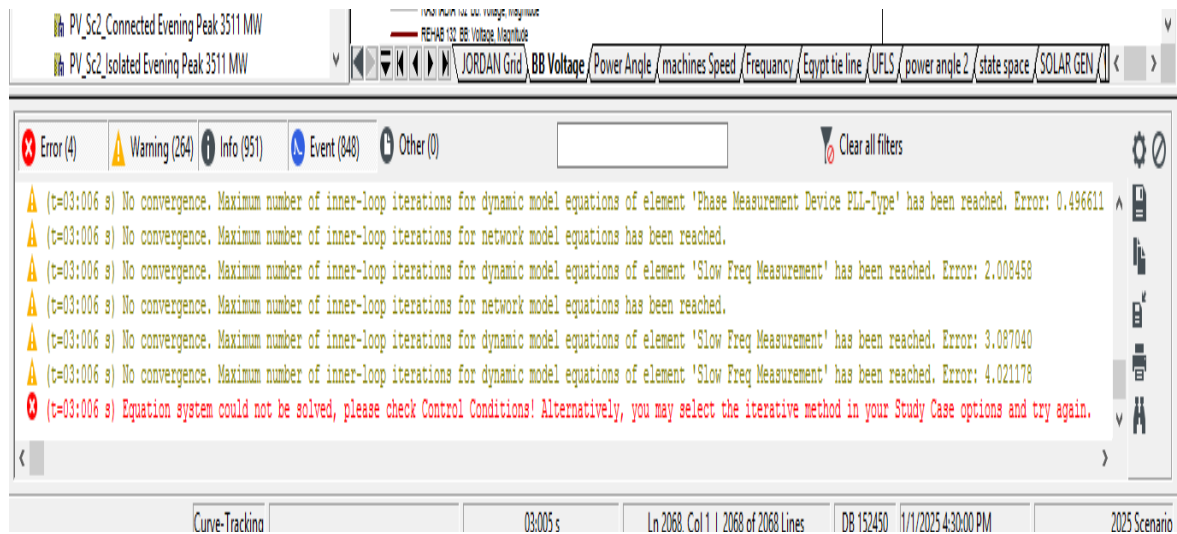 PV_Sc2_Connected Evening Peak 3511 MW
REHAB 132 BB: Voltage, Magnitude
PV_Sc2_Isolated Evening Peak 3511 MW
JORDAN Grid BB Voltage Power Angle machines Speed Frequancy Egypt tie line UFLS power angle 2 state space SOLAR GEN
Error (4) Warning (264) Info (951) Event (848) Other (0) Clear all filters
(t=03:006 s) No convergence. Maximum number of inner-loop iterations for dynamic model equations of element 'Phase Measurement Device PLL-Type' has been reached. Error: 0.496611
(t=03:006 s) No convergence. Maximum number of inner-loop iterations for network model equations has been reached.
(t=03:006 s) No convergence. Maximum number of inner-loop iterations for dynamic model equations of element 'Slow Freq Measurement' has been reached. Error: 2.008458
(t=03:006 s) No convergence. Maximum number of inner-loop iterations for network model equations has been reached.
(t=03:006 s) No convergence. Maximum number of inner-loop iterations for dynamic model equations of element 'Slow Freq Measurement' has been reached. Error: 3.087040
(t=03:006 s) No convergence. Maximum number of inner-loop iterations for dynamic model equations of element 'Slow Freq Measurement' has been reached. Error: 4.021178
(t=03:006 s) Equation system could not be solved, please check Control Conditions! Alternatively, you may select the iterative method in your Study Case options and try again.
Curve-Tracking 03:005 s Ln 2068, Col 1 | 2068 of 2068 Lines DB 152450 1/1/2025 4:30:00 PM 2025 Scenario